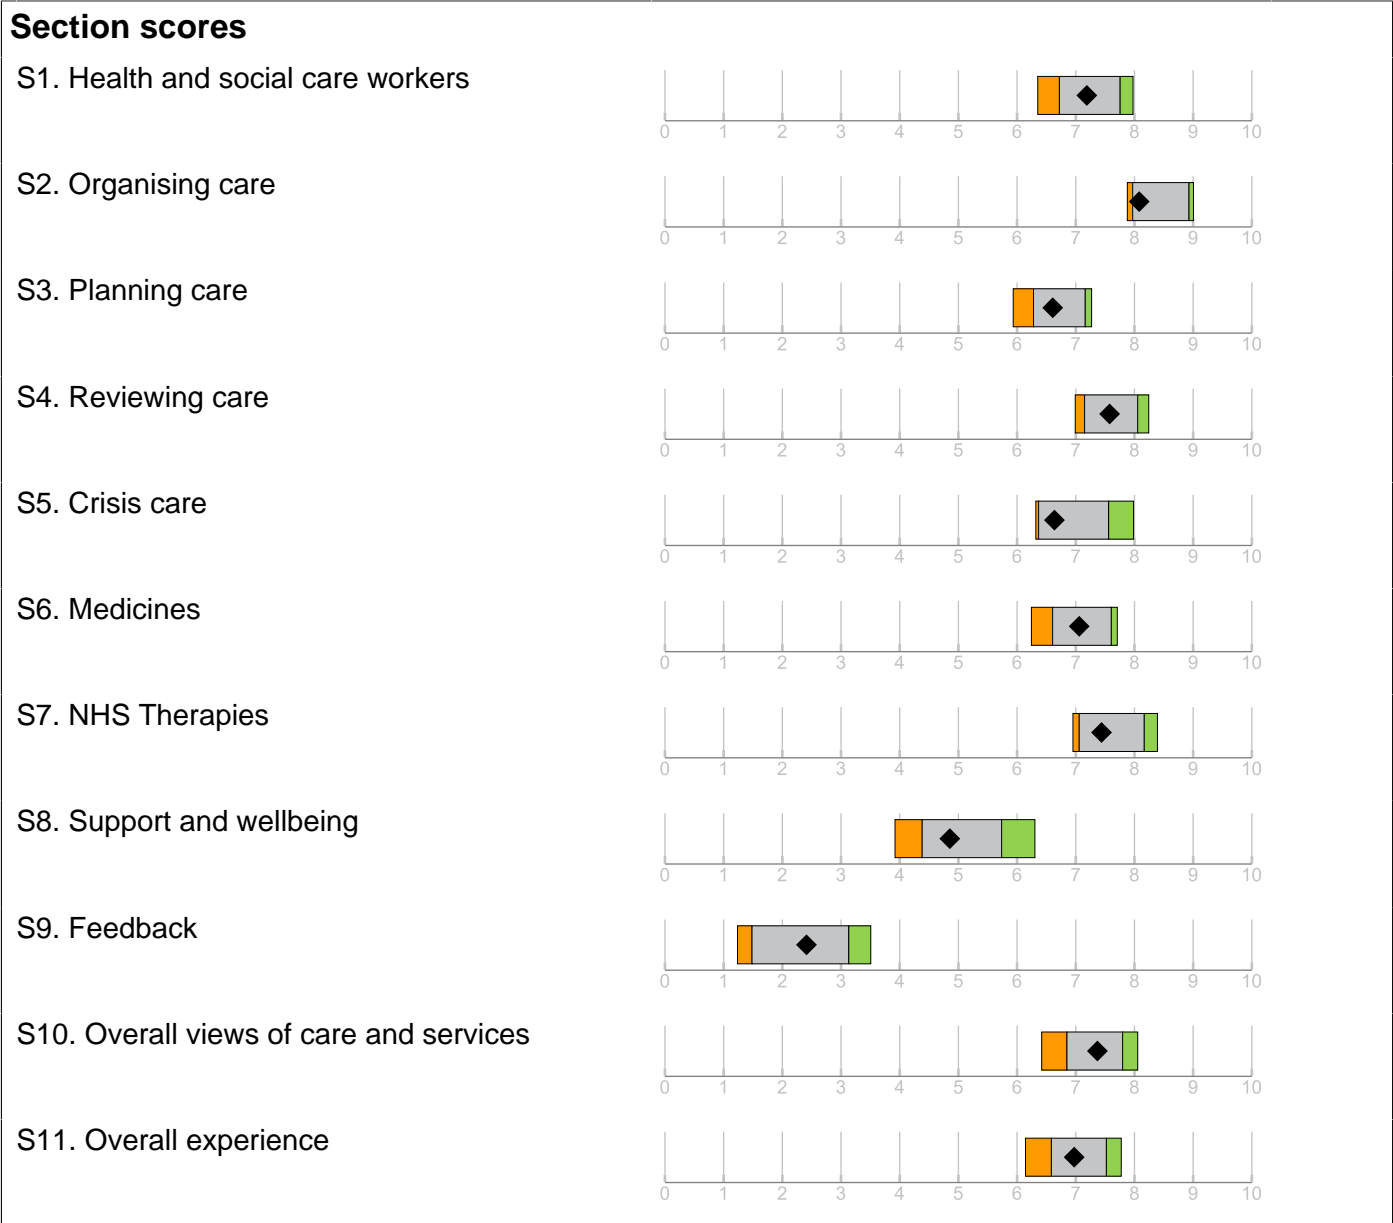 Section scores
S1. Health and social care workers
0 1 2 3 4 5 6 7 8 9 10
S2. Organising care
0 1 2 3 4 5 6 7 8 9 10
S3. Planning care
0 1 2 3 4 5 6 7 8 9 10
S4. Reviewing care
0 1 2 3 4 5 6 7 8 9 10
S5. Crisis care
0 1 2 3 4 5 6 7 8 9 10
S6. Medicines
0 1 2 3 4 5 6 7 8 9 10
S7. NHS Therapies
0 1 2 3 4 5 6 7 8 9 10
S8. Support and wellbeing
0 1 2 3 4 5 6 7 8 9 10
S9. Feedback
0 1 2 3 4 5 6 7 8 9 10
S10. Overall views of care and services
0 1 2 3 4 5 6 7 8 9 10
S11. Overall experience
0 1 2 3 4 5 6 7 8 9 10